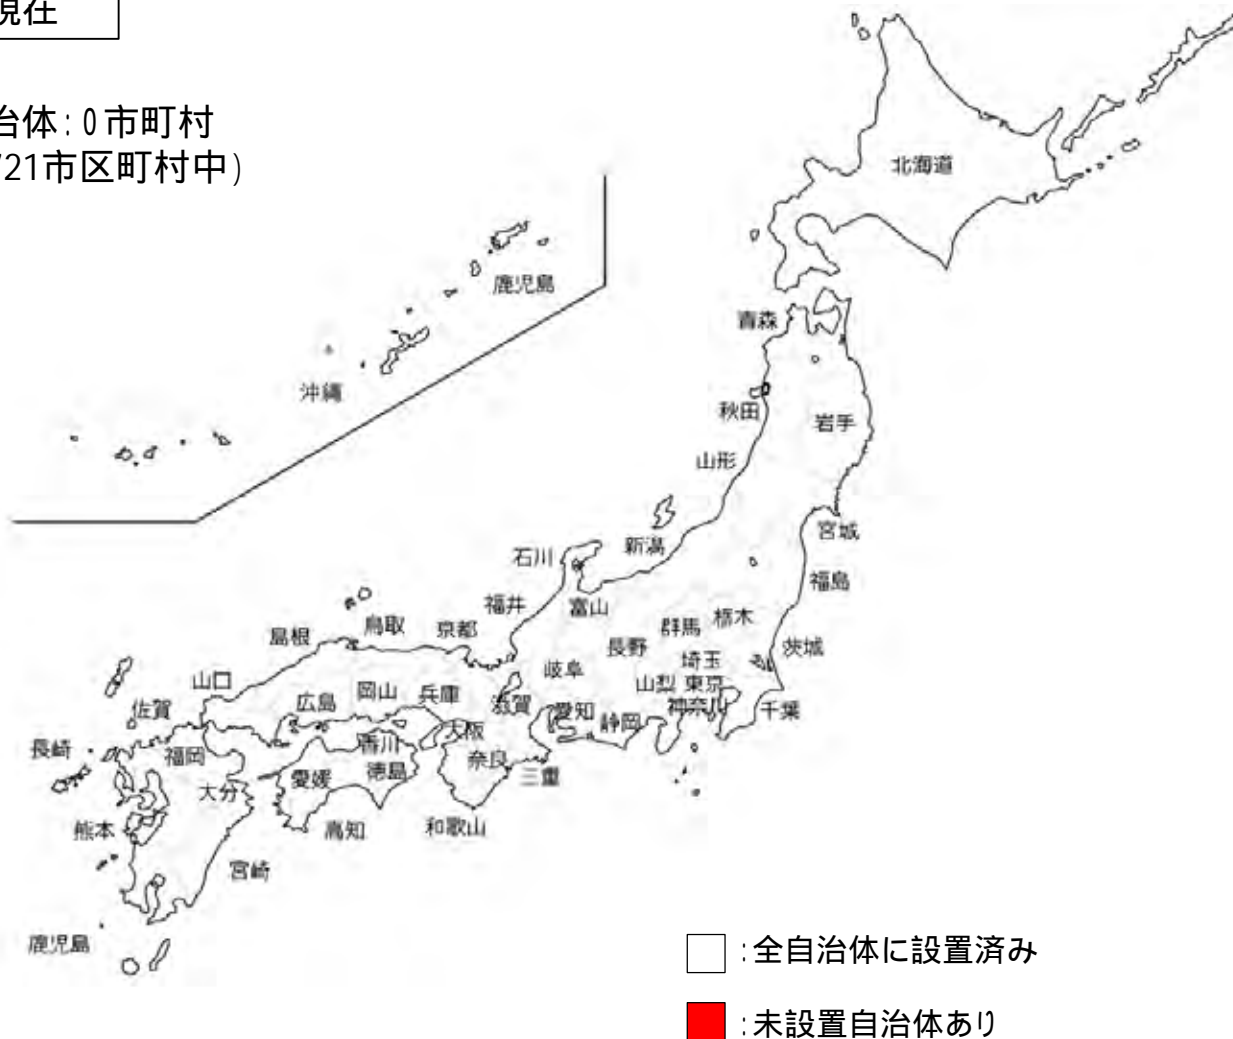 現在
治体：0市町村
721市区町村中）
北海道
鹿児島
青森
沖縄
秋田
岩手
山形
宮城
新潟
石川
福島
福井
富山
栃木
群馬
鳥取
京都
島根
長野
茨城
埼玉
岐阜
山口
山梨
東京
岡山
兵庫
広島
滋賀
神奈川
佐賀
愛知
千葉
静岡
大阪
香川
長崎
福岡
奈良
徳島
愛媛
三重
大分
熊本
高知
和歌山
宮崎
鹿児島
：全自治体に設置済み
：未設置自治体あり